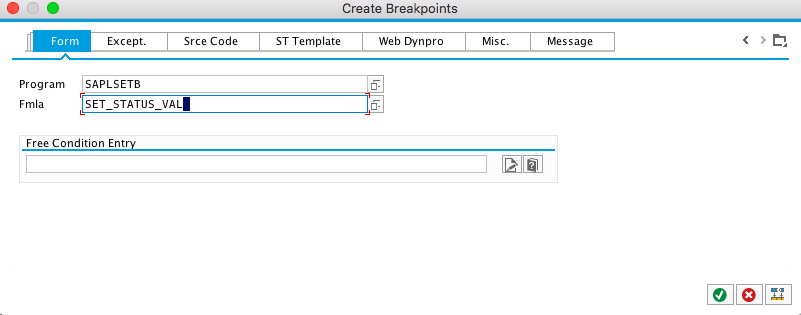 Create Breakpoints
Form Except. Srce Code ST Template Web Dynpro Misc. Message
Program SAPLSETB
Fmla SET_STATUS_VAL
Free Condition Entry